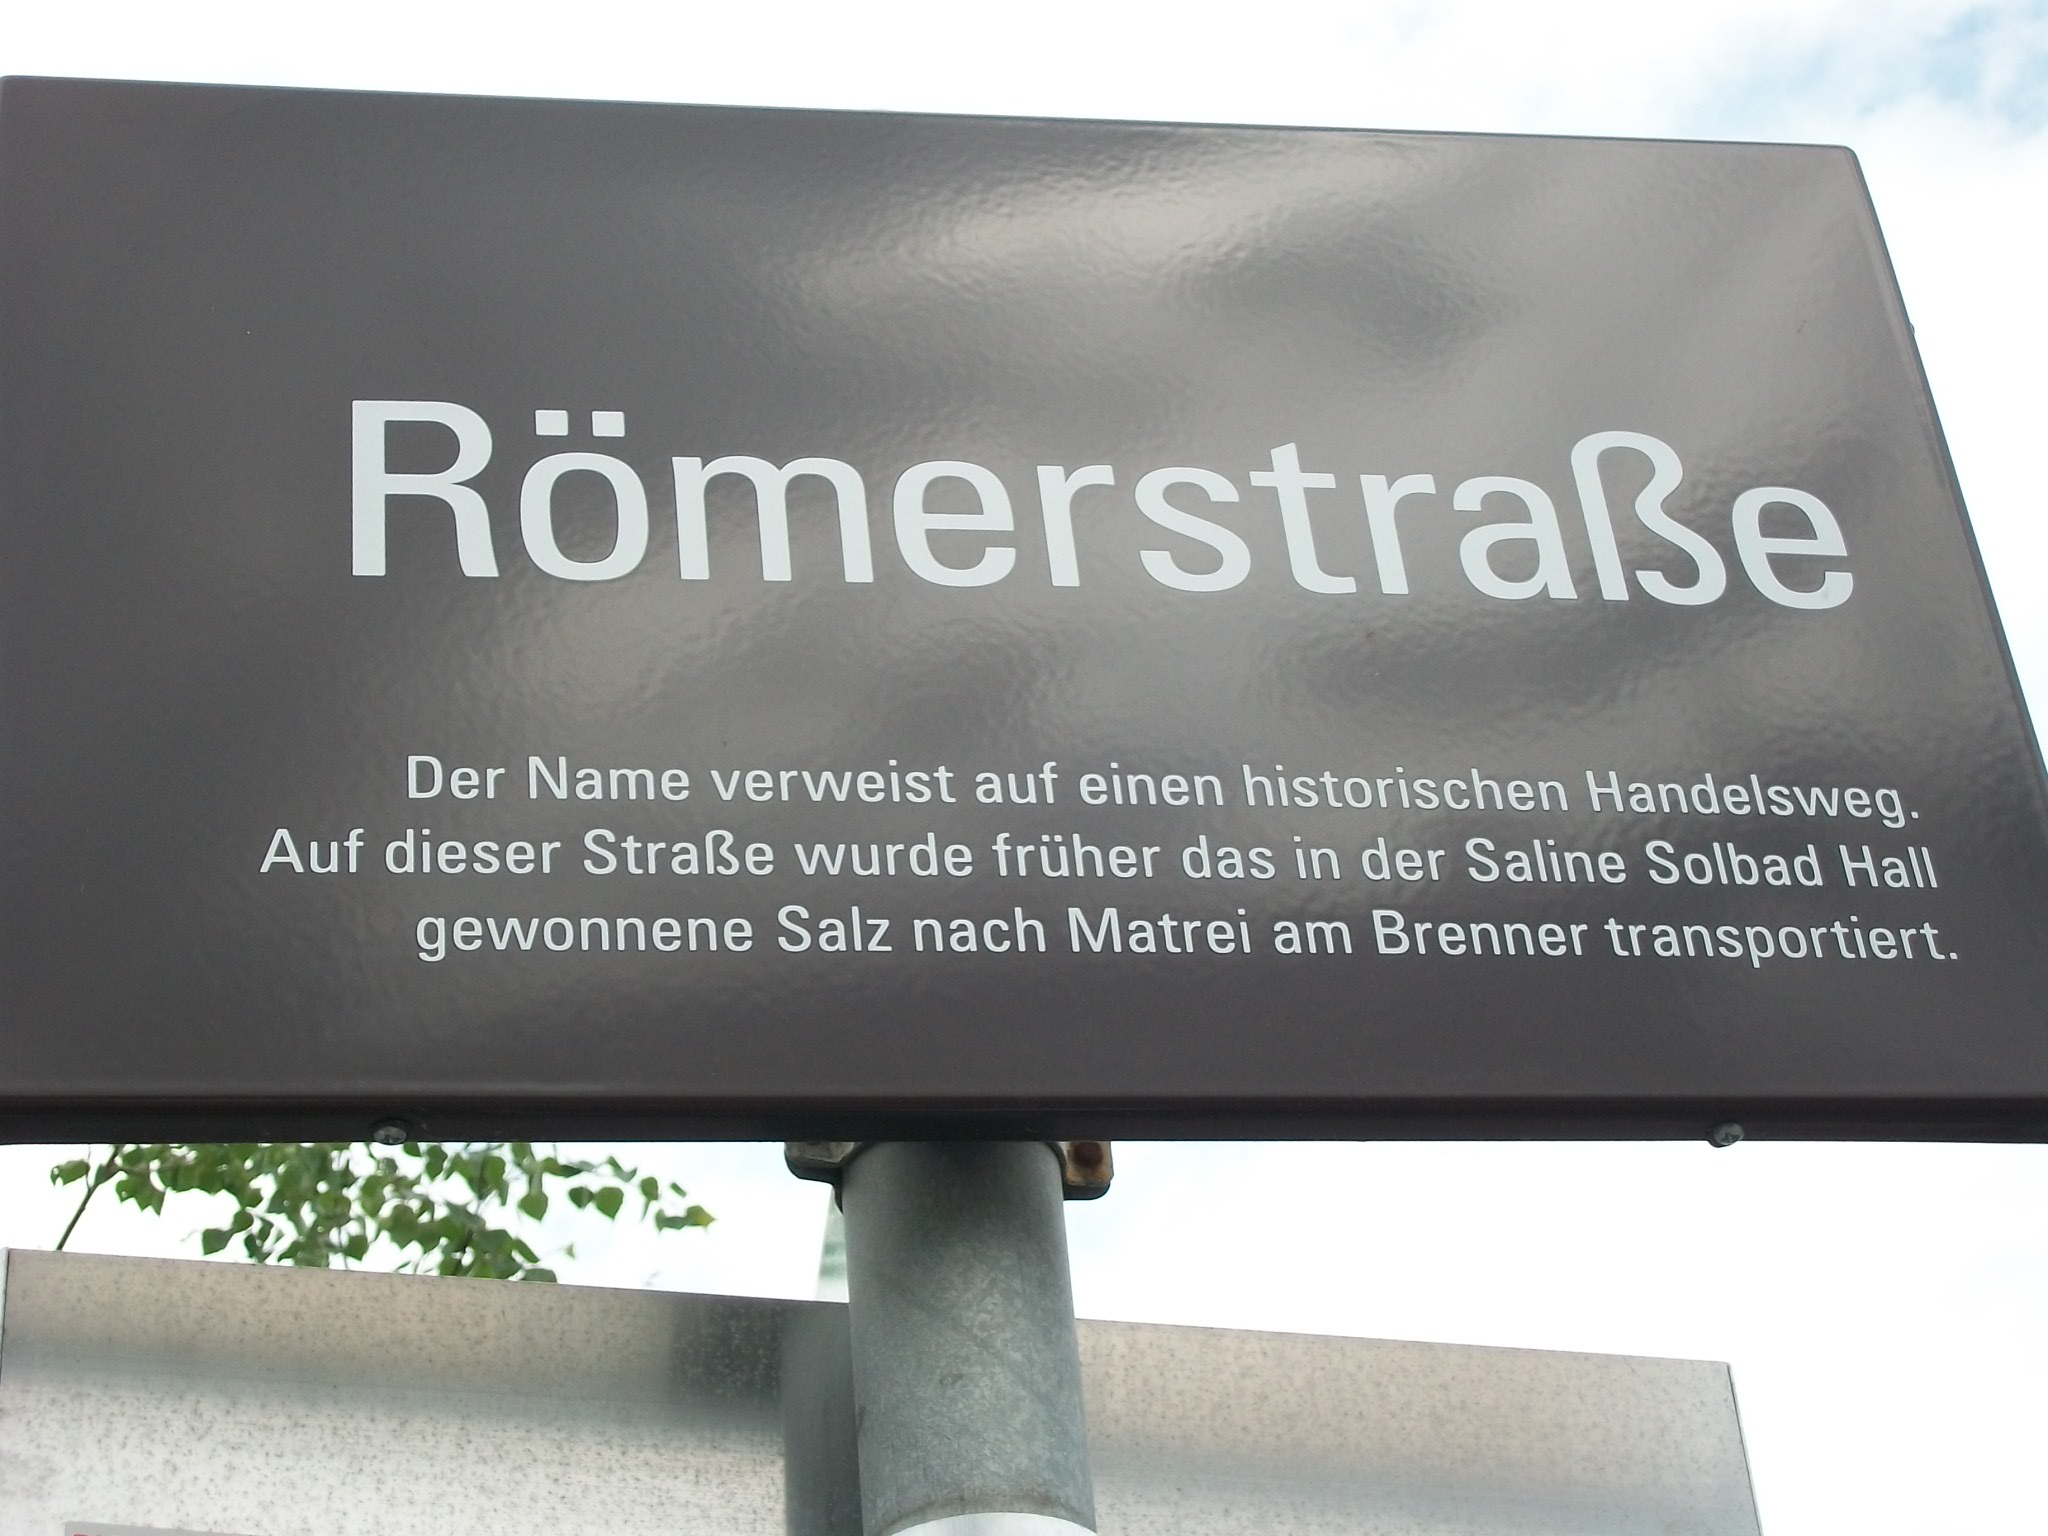 Römerstraße
Der Name verweist auf einen historischen Handelsweg.
Auf dieser Straße wurde früher das in der Saline Solbad Hall
gewonnene Salz nach Matrei am Brenner transportiert.